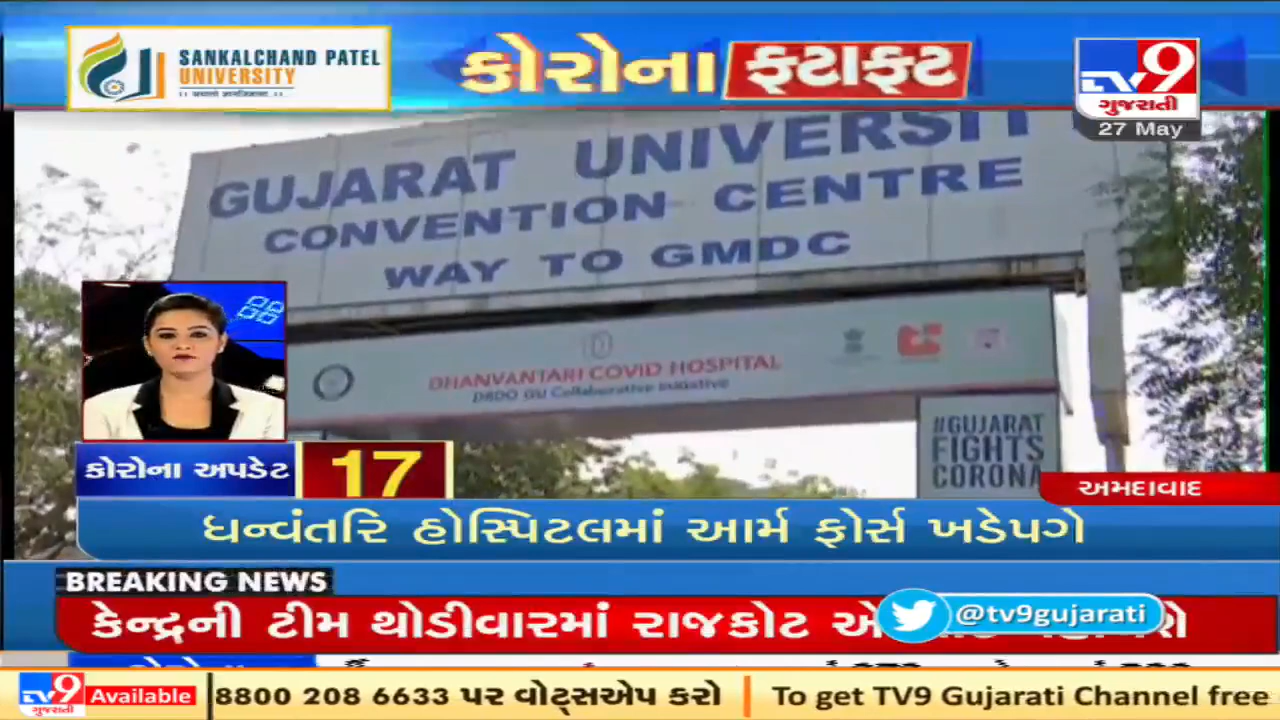 SANKALCHAND PATEL
UNIVERSITY
કોરોના ફટાફટ
TV9
ગુજરાતી
27 May
GUJARAT UNIVERSIT
CONVENTION CENTRE
WAY TO GMDC
DHANVANTARI COVID HOSPITAL
DRDO GU Collaborative Initiative
#GUJARAT
FIGHTS
CORONA
કોરોના અપડેટ 17
અમદાવાદ
ધન્વંતરિ હોસ્પિટલમાં આર્મ ફોર્સ ખડેપગે
BREAKING NEWS
કેન્દ્રની ટીમ થોડીવારમાં રાજકોટ
@tv9gujarati
TV9 ગુજરાતી Available 8800 208 6633 પર વોટ્સએપ કરો To get TV9 Gujarati Channel free